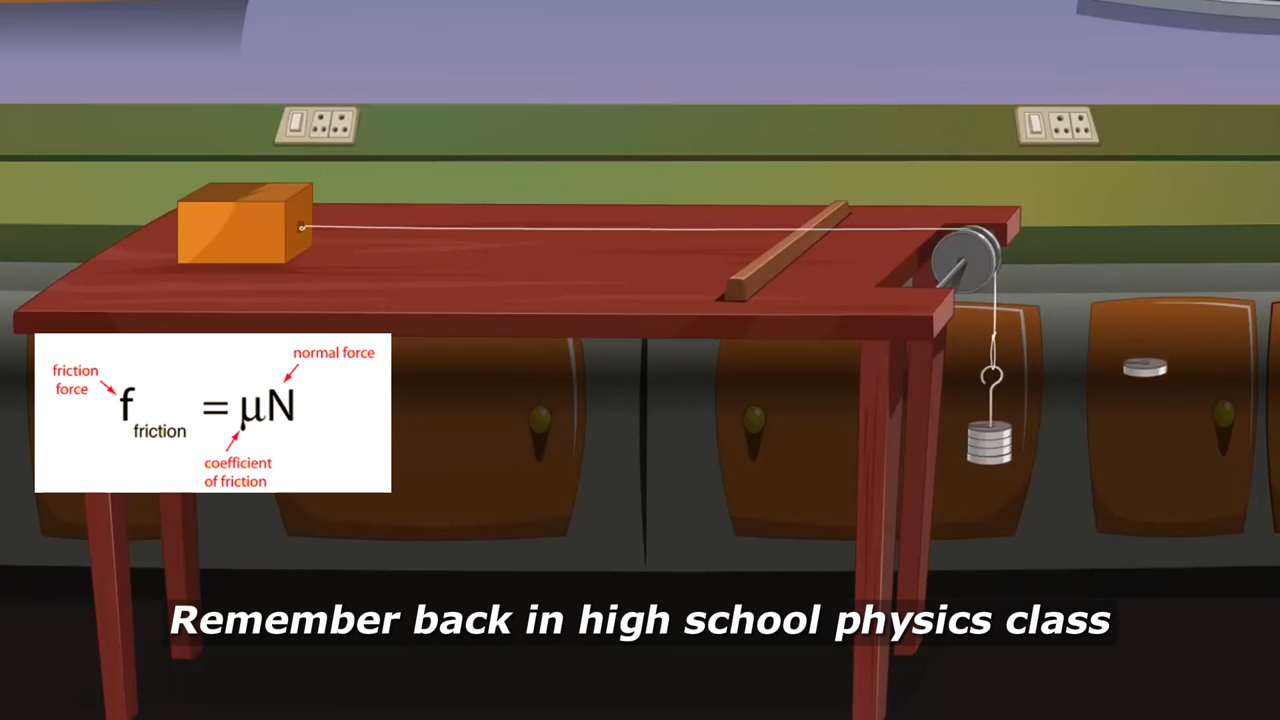 normal force
friction
force
f friction = μN
coefficient
of friction
Remember back in high school physics class